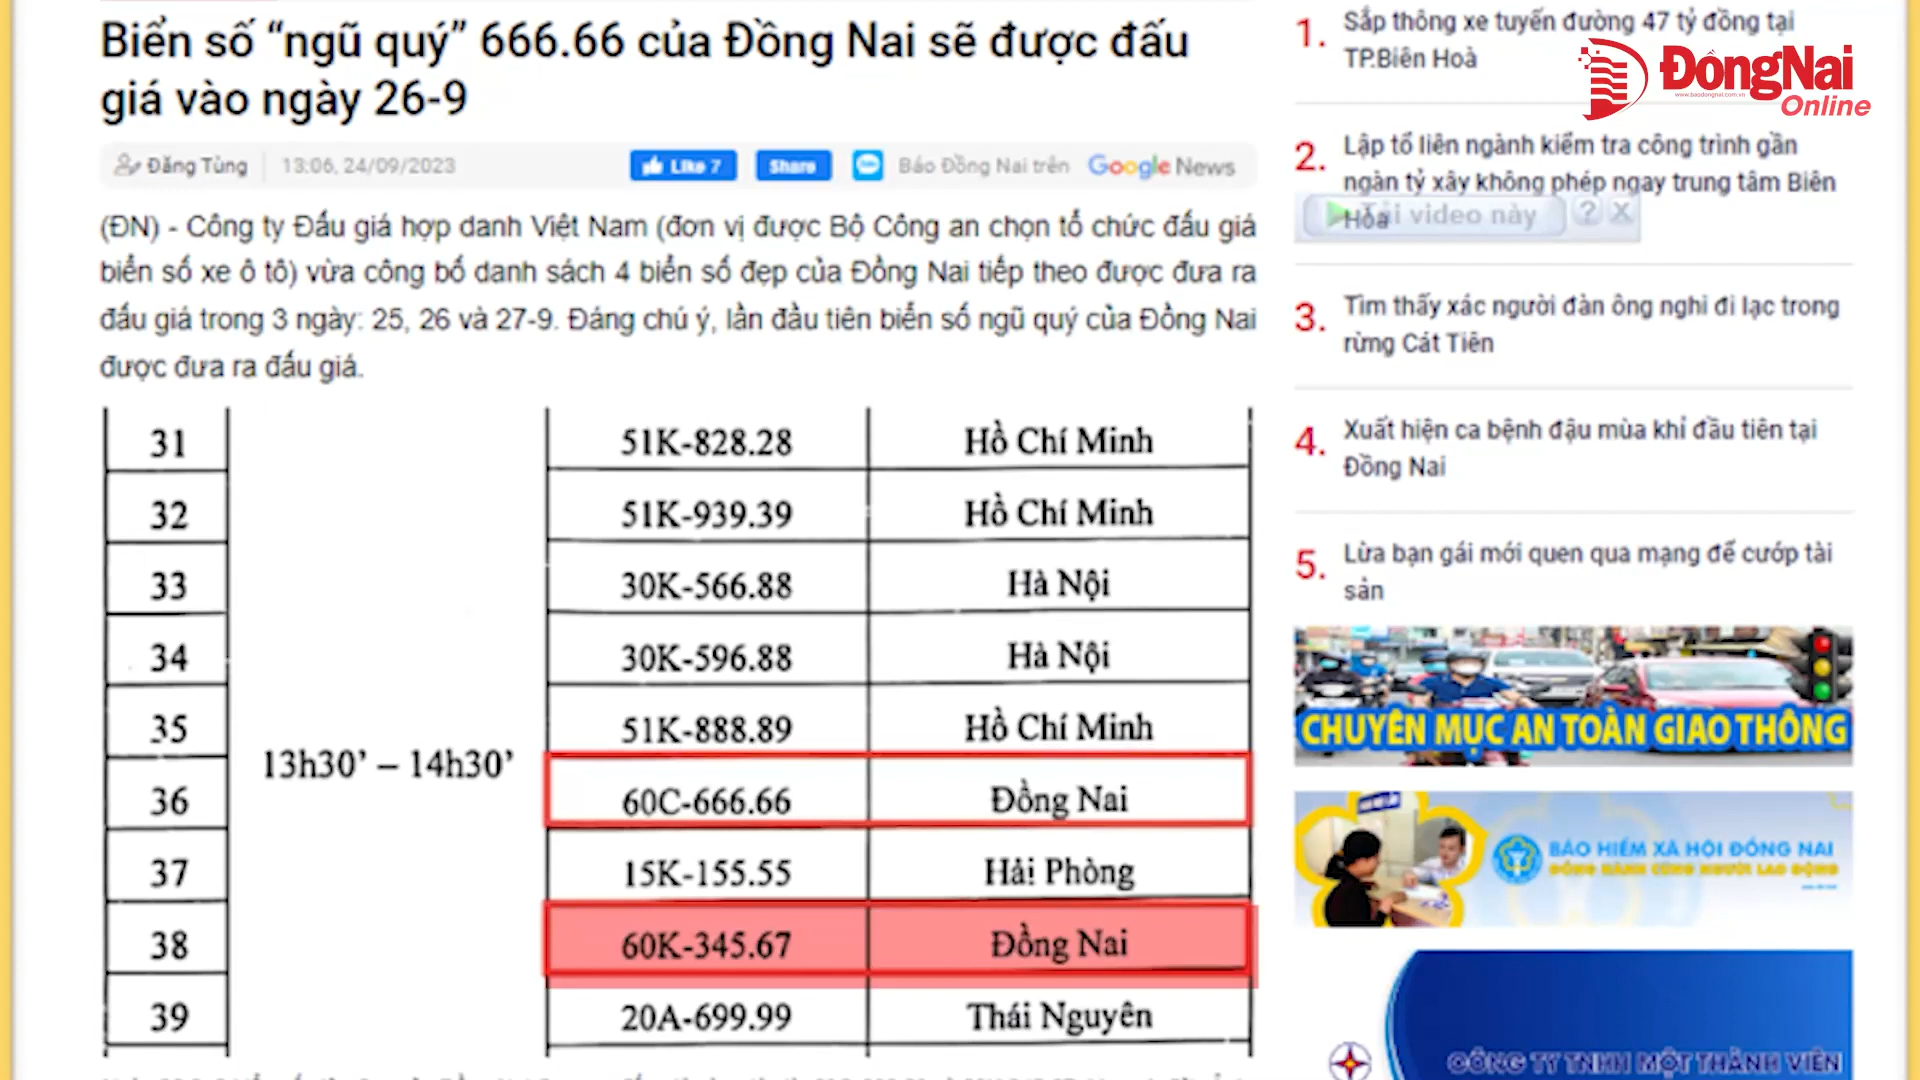 Biển số “ngũ quý” 666.66 của Đồng Nai sẽ được đấu
giá vào ngày 26-9
Đăng Tùng
13:06, 24/09/2023
Like 7
Share
Báo Đồng Nai trên Google News
(ĐN) - Công ty Đấu giá hợp danh Việt Nam (đơn vị được Bộ Công an chọn tổ chức đấu giá
biển số xe ô tô) vừa công bố danh sách 4 biển số đẹp của Đồng Nai tiếp theo được đưa ra
đấu giá trong 3 ngày: 25, 26 và 27-9. Đáng chú ý, lần đầu tiên biển số ngũ quý của Đồng Nai
được đưa ra đấu giá.
31 51K-828.28 Hồ Chí Minh
32 51K-939.39 Hồ Chí Minh
33 30K-566.88 Hà Nội
34 30K-596.88 Hà Nội
35 51K-888.89 Hồ Chí Minh
13h30’ – 14h30’
36 60C-666.66 Đồng Nai
37 15K-155.55 Hải Phòng
38 60K-345.67 Đồng Nai
39 20A-699.99 Thái Nguyên
1. Sắp thông xe tuyến đường 47 tỷ đồng tại
TP.Biên Hoà
ĐồngNai
www.baodongnai.com.vn
Online
2. Lập tổ liên ngành kiểm tra công trình gần
ngàn tỷ xây không phép ngay trung tâm Biên
Hòa
Tải video này ? X
3. Tìm thấy xác người đàn ông nghi đi lạc trong
rừng Cát Tiên
4. Xuất hiện ca bệnh đậu mùa khỉ đầu tiên tại
Đồng Nai
5. Lừa bạn gái mới quen qua mạng để cướp tài
sản
CHUYÊN MỤC AN TOÀN GIAO THÔNG
BẢO HIỂM XÃ HỘI ĐỒNG NAI
ĐỒNG HÀNH CÙNG NGƯỜI LAO ĐỘNG
CÔNG TY TNHH MỘT THÀNH VIÊN